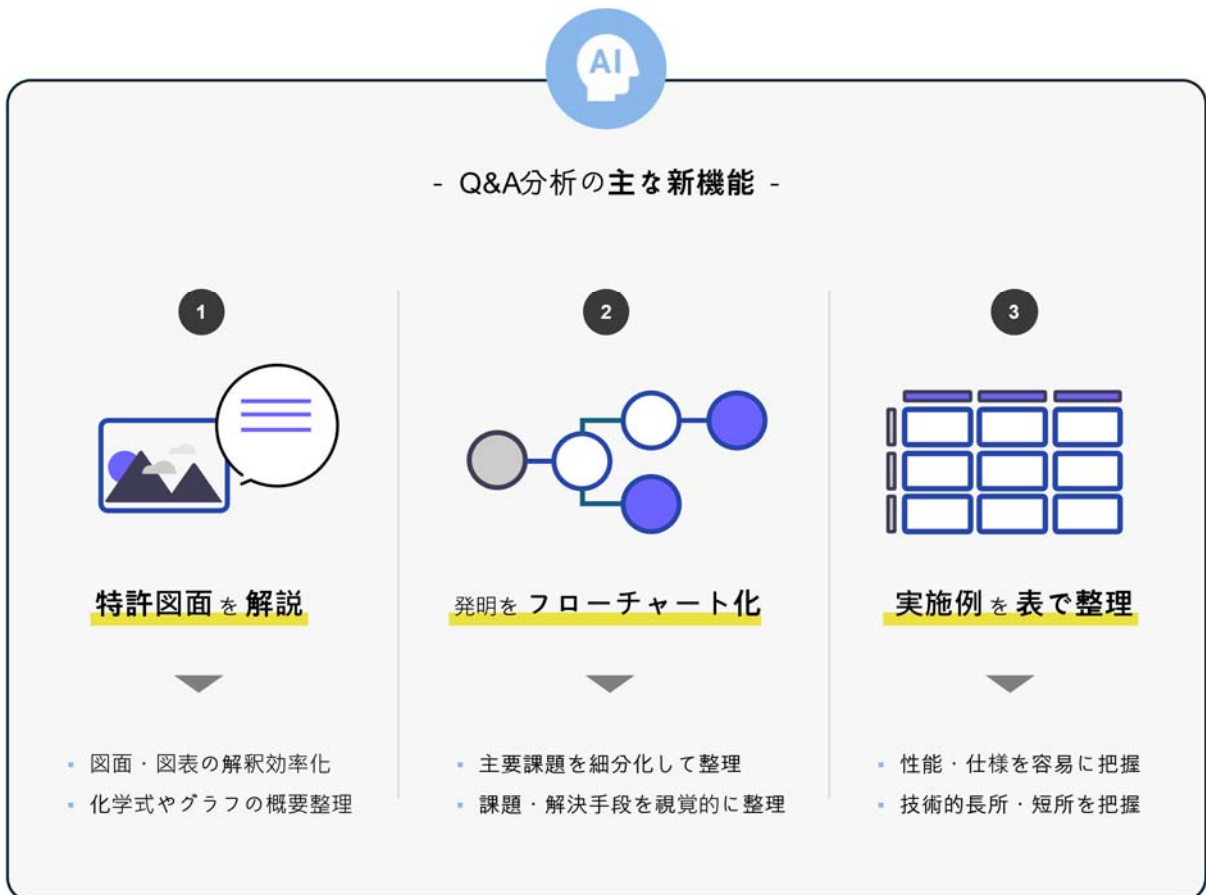 AI
- Q&A分析の主な新機能 -
1
特許図面を解説
▪ 図面・図表の解釈効率化
▪ 化学式やグラフの概要整理
2
発明をフローチャート化
▪ 主要課題を細分化して整理
▪ 課題・解決手段を視覚的に整理
3
実施例を表で整理
▪ 性能・仕様を容易に把握
▪ 技術的長所・短所を把握